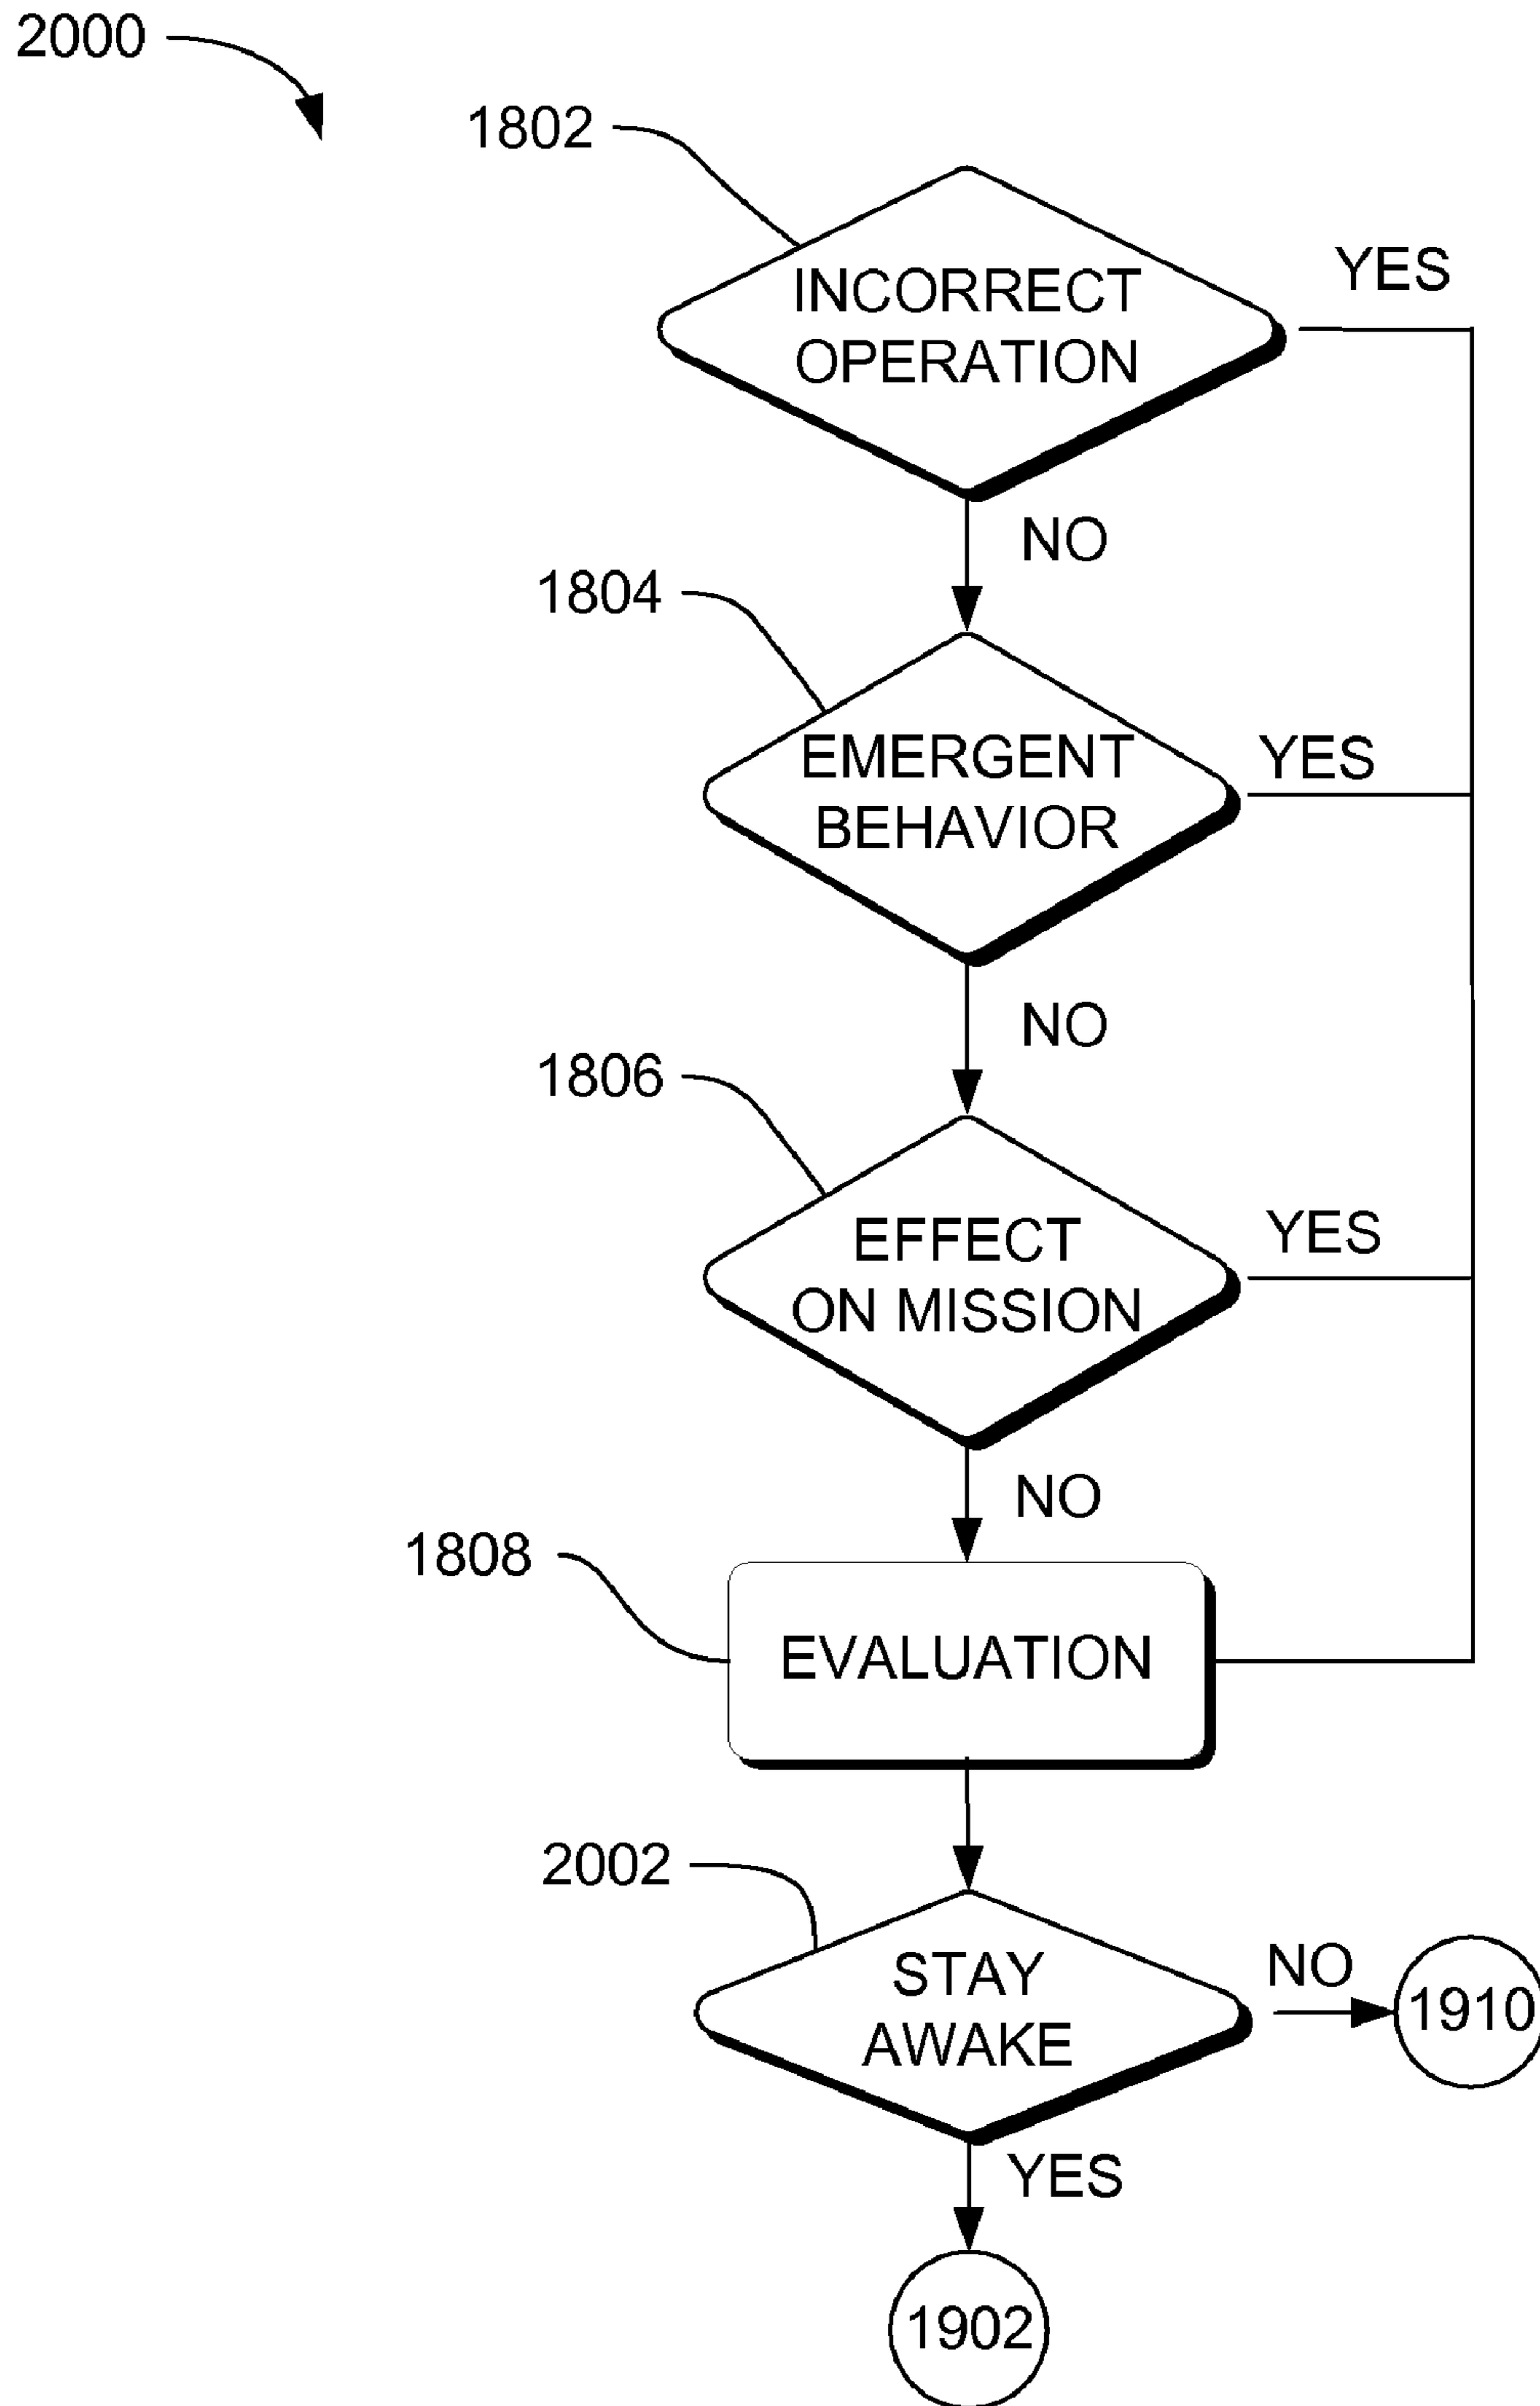 2000
1802
INCORRECT
OPERATION
YES
NO
1804
EMERGENT
BEHAVIOR
YES
NO
1806
EFFECT
ON MISSION
YES
NO
1808
EVALUATION
2002
STAY
AWAKE
NO
1910
YES
1902